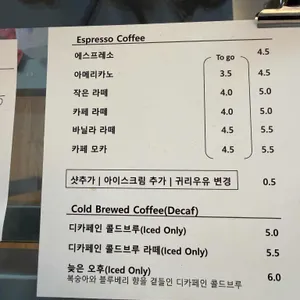 Espresso Coffee
To go
에스프레소 4.5
아메리카노 3.5 4.5
작은 라떼 4.0 5.0
카페 라떼 4.0 5.0
바닐라 라떼 4.5 5.5
카페 모카 4.5 5.5
샷추가 | 아이스크림 추가 | 귀리우유 변경 0.5
Cold Brewed Coffee(Decaf)
디카페인 콜드브루(Iced Only) 5.0
디카페인 콜드브루 라떼(Iced Only) 5.5
늦은 오후(Iced Only) 6.0
복숭아와 블루베리 향을 곁들인 디카페인 콜드브루